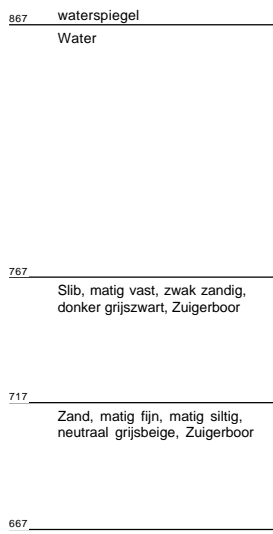 867 waterspiegel
Water
767
Slib, matig vast, zwak zandig,
donker grijszwart, Zuigerboor
717
Zand, matig fijn, matig siltig,
neutraal grijsbeige, Zuigerboor
667